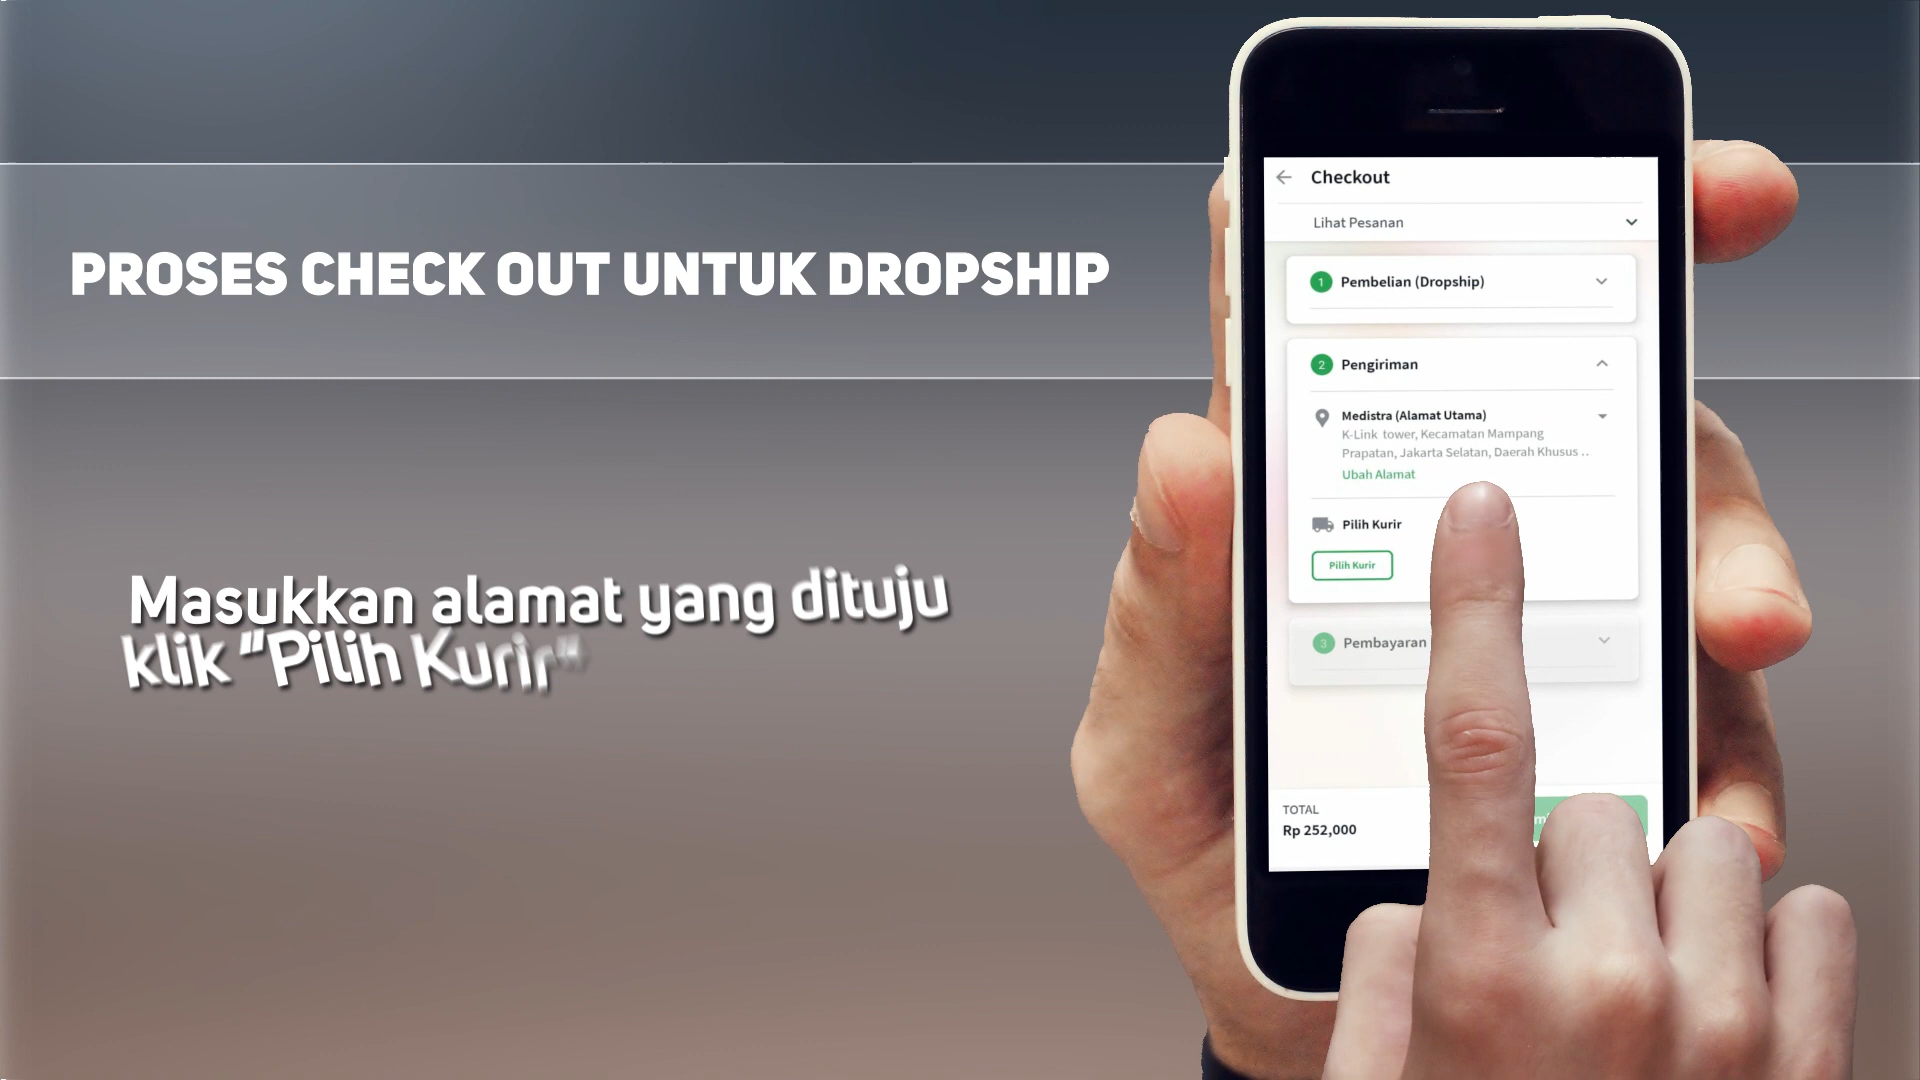 PROSES CHECK OUT UNTUK DROPSHIP
Masukkan alamat yang dituju
klik "Pilih Kurir"
Checkout
Lihat Pesanan
1 Pembelian (Dropship)
2 Pengiriman
Medistra (Alamat Utama)
K-Link tower, Kecamatan Mampang
Prapatan, Jakarta Selatan, Daerah Khusus ..
Ubah Alamat
Pilih Kurir
Pilih Kurir
3 Pembayaran
TOTAL
Rp 252,000